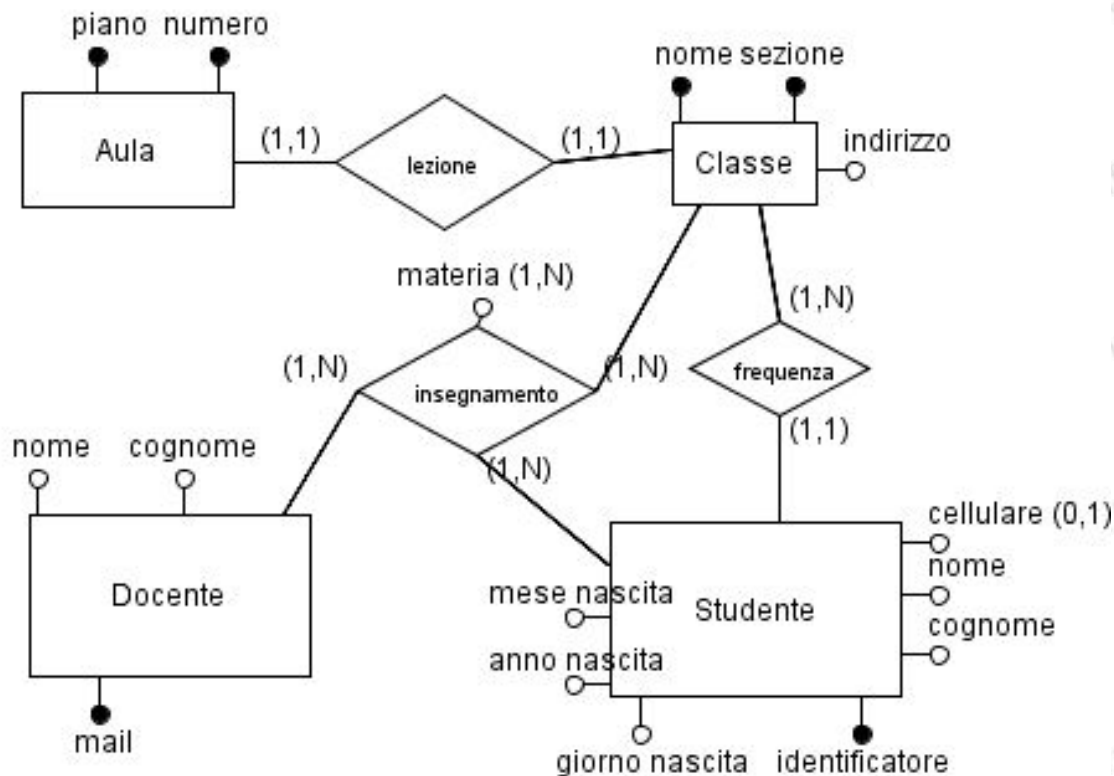 piano numero
nome sezione
Aula
(1,1)
lezione
(1,1)
Classe
indirizzo
materia (1,N)
(1,N)
(1,N)
insegnamento
(1,N)
(1,N)
frequenza
(1,1)
nome cognome
Docente
mail
cellulare (0,1)
nome
cognome
mese nascita
Studente
anno nascita
giorno nascita
identificatore